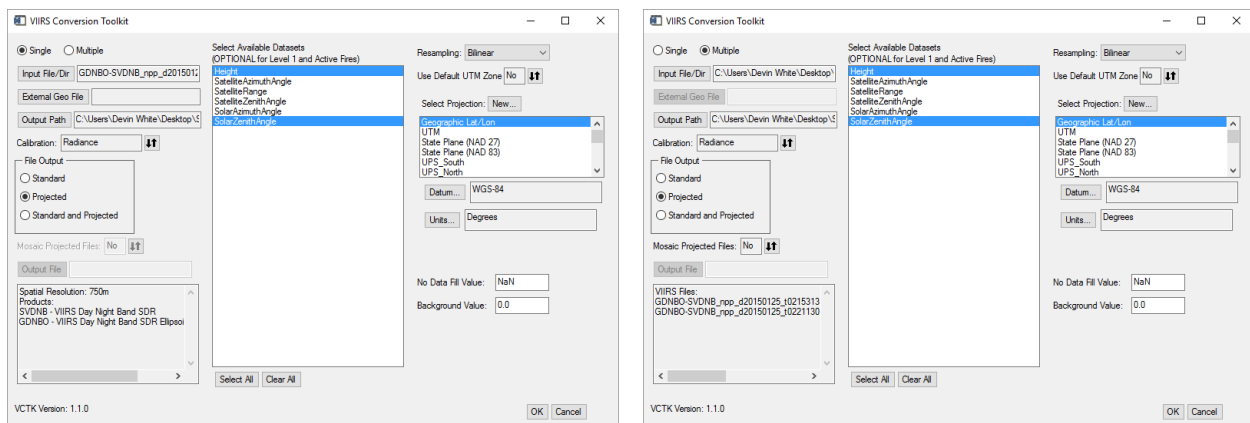 VIIRS Conversion Toolkit
Single Multiple
Input File/Dir GDNBO-SVDNB_npp_d201501
External Geo File
Output Path C:\Users\Devin White\Desktop\S
Calibration: Radiance
File Output
Standard
Projected
Standard and Projected
Mosaic Projected Files: No
Output File
Spatial Resolution: 750m
Products:
SVDNB - VIIRS Day Night Band SDR
GDNBO - VIIRS Day Night Band SDR Ellipsoi
VCTK Version: 1.1.0
Select Available Datasets
(OPTIONAL for Level 1 and Active Fires)
Height
SatelliteAzimuthAngle
SatelliteRange
SatelliteZenithAngle
SolarAzimuthAngle
SolarZenithAngle
Select All Clear All
Resampling: Bilinear
Use Default UTM Zone No
Select Projection: New...
Geographic Lat/Lon
UTM
State Plane (NAD 27)
State Plane (NAD 83)
UPS_South
UPS_North
Datum... WGS-84
Units... Degrees
No Data Fill Value: NaN
Background Value: 0.0
OK Cancel
VIIRS Conversion Toolkit
Single Multiple
Input File/Dir C:\Users\Devin White\Desktop\
External Geo File
Output Path C:\Users\Devin White\Desktop\S
Calibration: Radiance
File Output
Standard
Projected
Standard and Projected
Mosaic Projected Files: No
Output File
VIIRS Files:
GDNBO-SVDNB_npp_d20150125_t0215313
GDNBO-SVDNB_npp_d20150125_t0221130
VCTK Version: 1.1.0
Select Available Datasets
(OPTIONAL for Level 1 and Active Fires)
Height
SatelliteAzimuthAngle
SatelliteRange
SatelliteZenithAngle
SolarAzimuthAngle
SolarZenithAngle
Select All Clear All
Resampling: Bilinear
Use Default UTM Zone No
Select Projection: New...
Geographic Lat/Lon
UTM
State Plane (NAD 27)
State Plane (NAD 83)
UPS_South
UPS_North
Datum... WGS-84
Units... Degrees
No Data Fill Value: NaN
Background Value: 0.0
OK Cancel